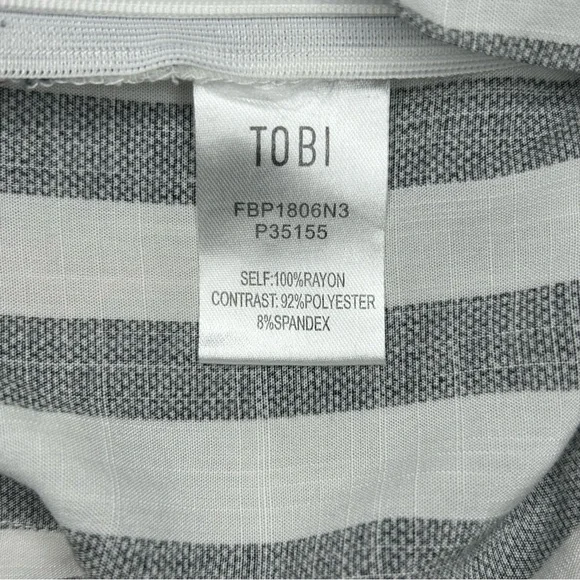 TOBI
FBP1806N3
P35155
SELF:100%RAYON
CONTRAST: 92%POLYESTER
8%SPANDEX